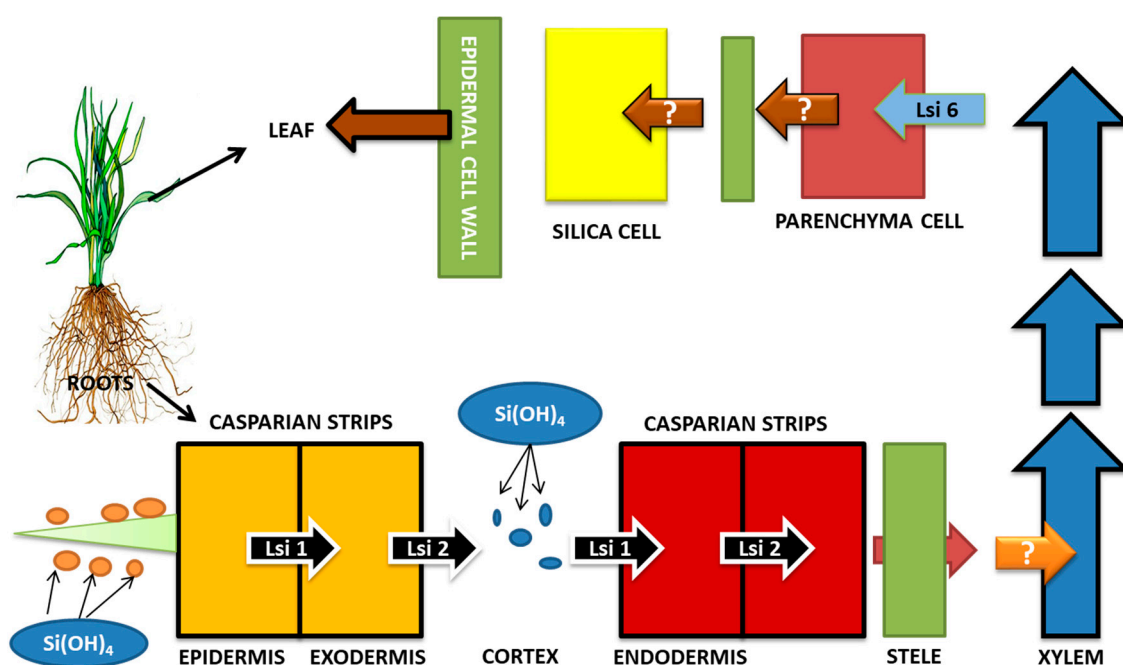 EPIDERMAL CELL WALL
?
?
Lsi 6
LEAF
SILICA CELL
PARENCHYMA CELL
ROOTS
CASPARIAN STRIPS
Si(OH)4
CASPARIAN STRIPS
Lsi 1
Lsi 2
Lsi 1
Lsi 2
?
Si(OH)4
EPIDERMIS
EXODERMIS
CORTEX
ENDODERMIS
STELE
XYLEM